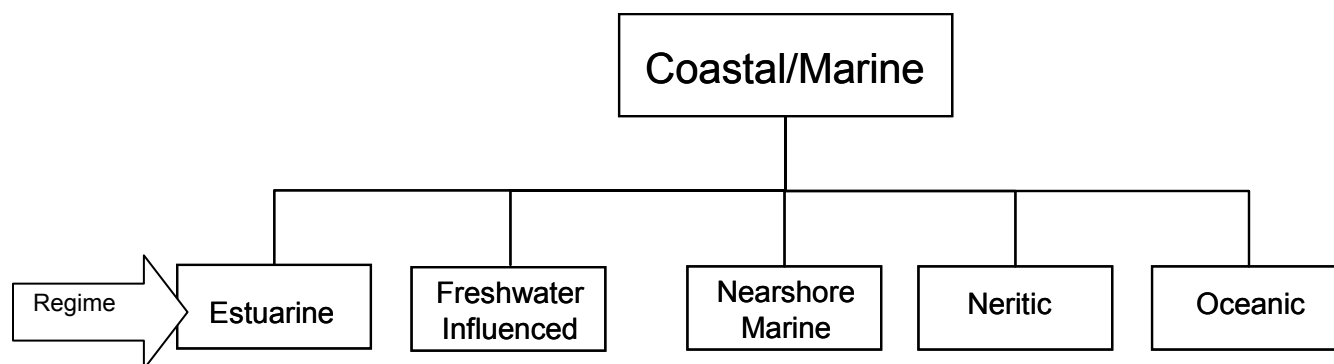 Coastal/Marine
Regime
Estuarine
Freshwater
Influenced
Nearshore
Marine
Neritic
Oceanic